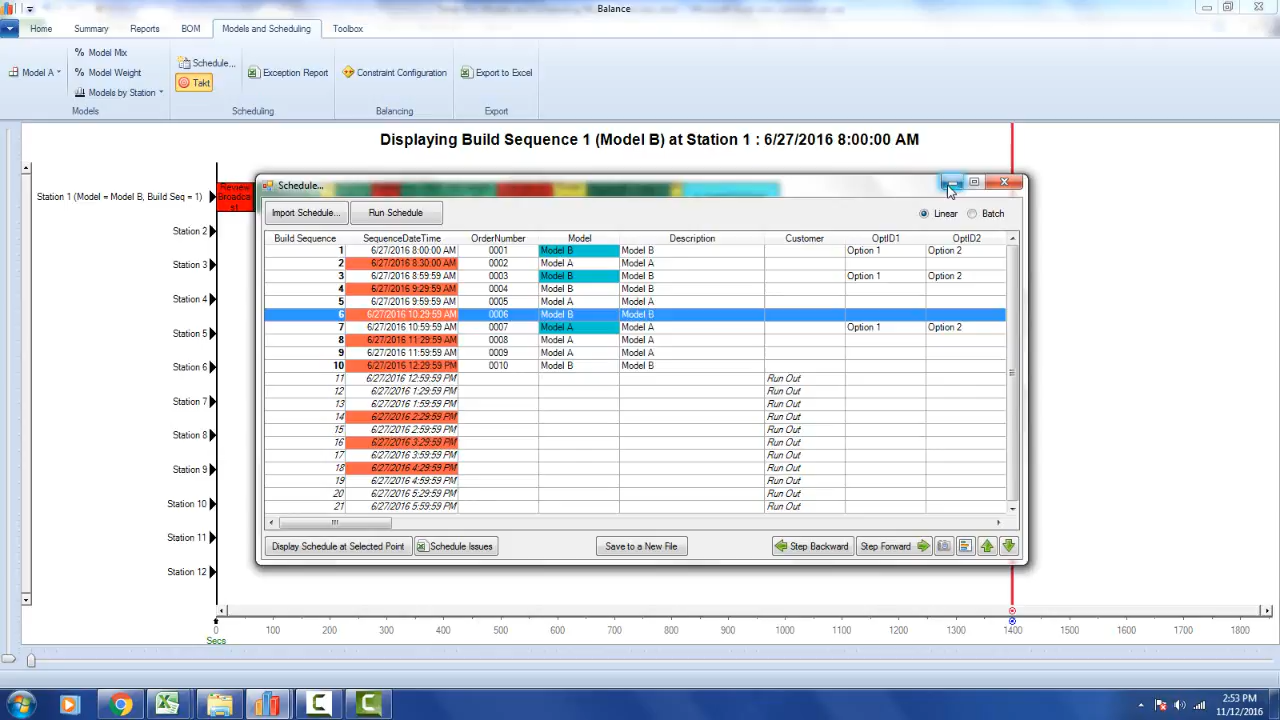 Balance
Home Summary Reports BOM Models and Scheduling Toolbox
Model A
% Model Mix
% Model Weight
Models by Station
Models
Schedule...
Takt
Exception Report
Scheduling
Constraint Configuration
Balancing
Export to Excel
Export
Displaying Build Sequence 1 (Model B) at Station 1 : 6/27/2016 8:00:00 AM
Station 1 (Model = Model B, Build Seq = 1)
Review
Broadca
st
Station 2
Station 3
Station 4
Station 5
Station 6
Station 7
Station 8
Station 9
Station 10
Station 11
Station 12
Schedule...
Import Schedule... Run Schedule Linear Batch
Build Sequence SequenceDateTime OrderNumber Model Description Customer OptID1 OptID2
1 6/27/2016 8:00:00 AM 0001 Model B Model B Option 1 Option 2
2 6/27/2016 8:30:00 AM 0002 Model A Model A
3 6/27/2016 8:59:59 AM 0003 Model B Model B Option 1 Option 2
4 6/27/2016 9:29:59 AM 0004 Model B Model B
5 6/27/2016 9:59:59 AM 0005 Model A Model A
6 6/27/2016 10:29:59 AM 0006 Model B Model B
7 6/27/2016 10:59:59 AM 0007 Model A Model A Option 1 Option 2
8 6/27/2016 11:29:59 AM 0008 Model A Model A
9 6/27/2016 11:59:59 AM 0009 Model A Model A
10 6/27/2016 12:29:59 PM 0010 Model B Model B
11 6/27/2016 12:59:59 PM Run Out
12 6/27/2016 1:29:59 PM Run Out
13 6/27/2016 1:59:59 PM Run Out
14 6/27/2016 2:29:59 PM Run Out
15 6/27/2016 2:59:59 PM Run Out
16 6/27/2016 3:29:59 PM Run Out
17 6/27/2016 3:59:59 PM Run Out
18 6/27/2016 4:29:59 PM Run Out
19 6/27/2016 4:59:59 PM Run Out
20 6/27/2016 5:29:59 PM Run Out
21 6/27/2016 5:59:59 PM Run Out
Display Schedule at Selected Point Schedule Issues Save to a New File Step Backward Step Forward
0 100 200 300 400 500 600 700 800 900 1000 1100 1200 1300 1400 1500 1600 1700 1800
Secs
2:53 PM
11/12/2016